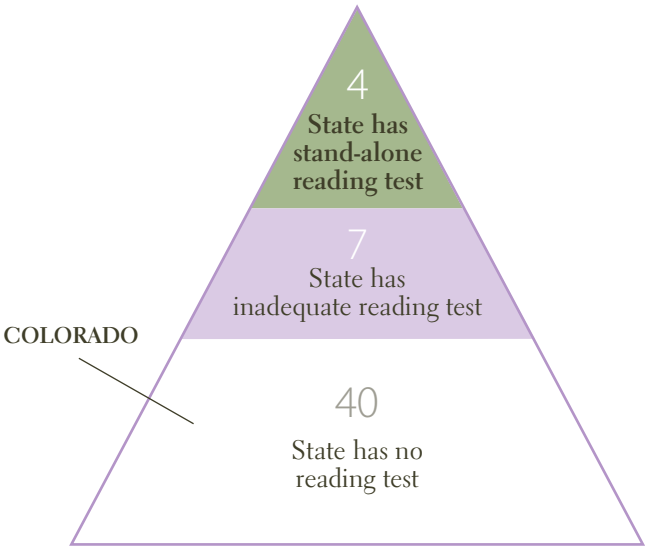 4
State has
stand-alone
reading test
7
State has
inadequate reading test
COLORADO
40
State has no
reading test